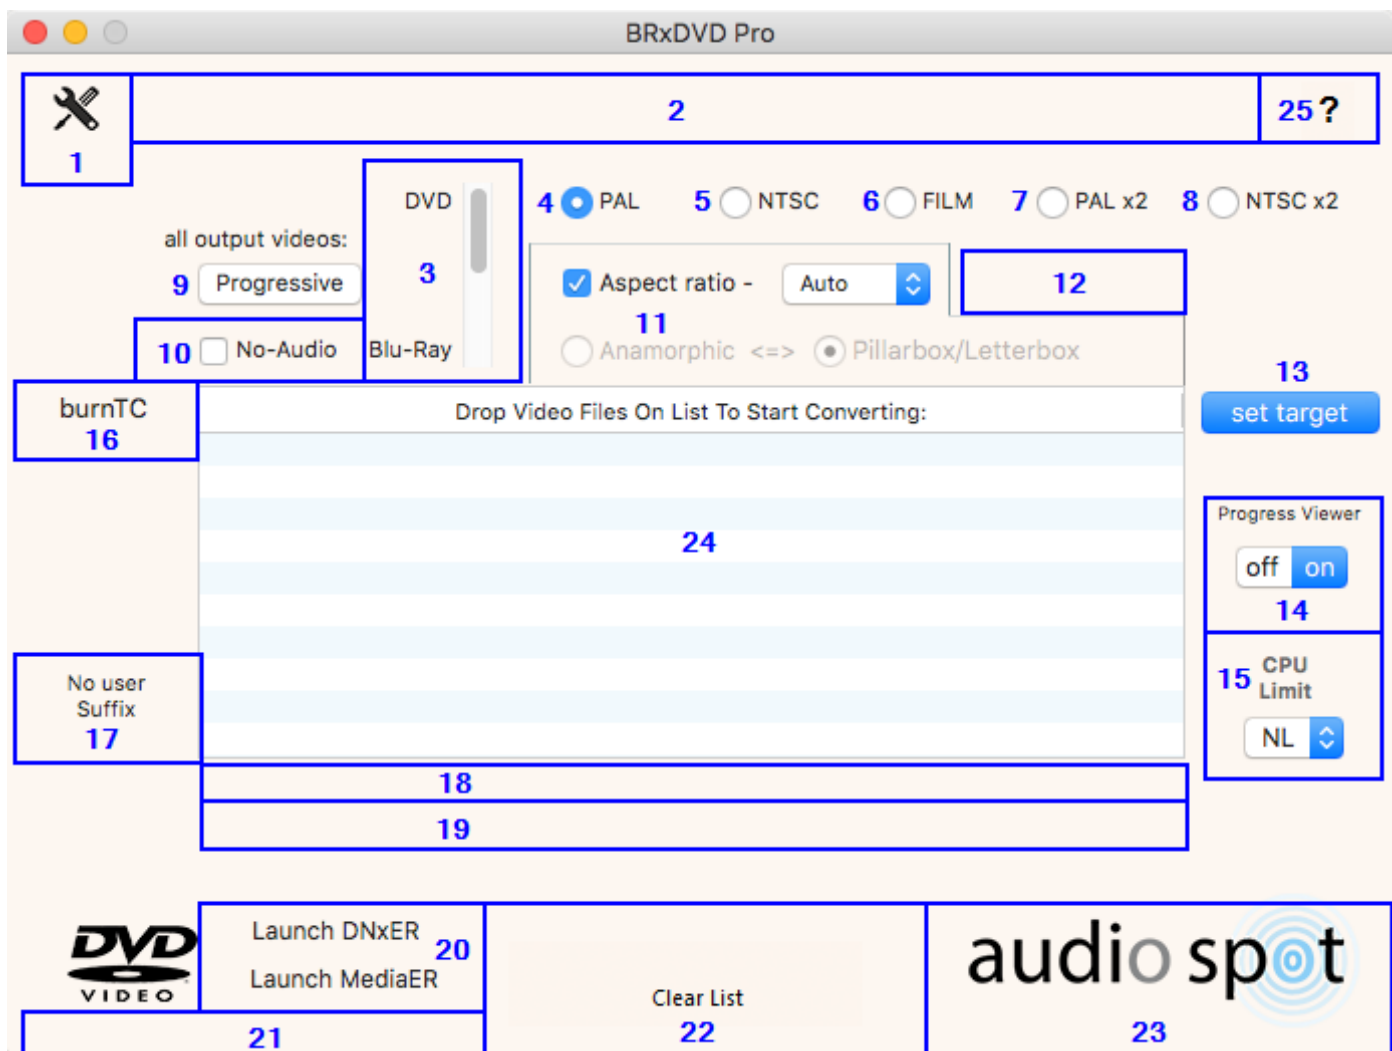 BRxDVD Pro
1
2
25 ?
DVD
3
Blu-Ray
4 PAL 5 NTSC 6 FILM 7 PAL x2 8 NTSC x2
all output videos:
9 Progressive
10 No-Audio
Aspect ratio - Auto
11
Anamorphic <=> Pillarbox/Letterbox
12
13
set target
burnTC
16
Drop Video Files On List To Start Converting:
24
Progress Viewer
off on
14
15 CPU
Limit
NL
No user
Suffix
17
18
19
DVD
VIDEO
Launch DNxER
20
Launch MediaER
21
Clear List
22
audio spot
23